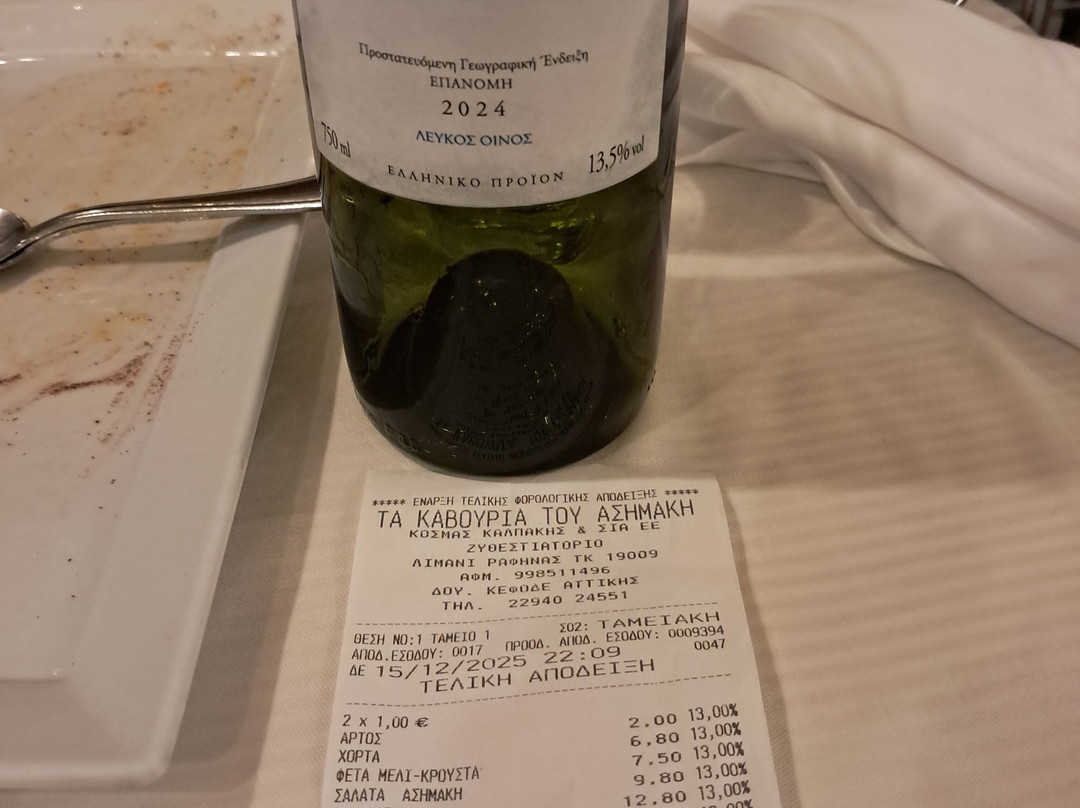 Προστατευόμενη Γεωγραφική Ένδειξη
ΕΠΑΝΟΜΗ
2024
ΛΕΥΚΟΣ ΟΙΝΟΣ
750 ml
13,5% vol
ΕΛΛΗΝΙΚΟ ΠΡΟΪΟΝ
***** ΕΝΑΡΞΗ ΤΕΛΙΚΗΣ ΦΟΡΟΛΟΓΙΚΗΣ ΑΠΟΔΕΙΞΗΣ *****
ΤΑ ΚΑΒΟΥΡΙΑ ΤΟΥ ΑΣΗΜΑΚΗ
ΚΟΣΜΑΣ ΚΑΛΠΑΚΗΣ & ΣΙΑ ΕΕ
ΖΥΘΕΣΤΙΑΤΟΡΙΟ
ΛΙΜΑΝΙ ΡΑΦΗΝΑΣ ΤΚ 19009
ΑΦΜ. 998511496
ΔΟΥ. ΚΕΦΟΔΕ ΑΤΤΙΚΗΣ
ΤΗΛ. 22940 24551
ΘΕΣΗ ΝΟ:1 ΤΑΜΕΙΟ 1 ΣΟ2: ΤΑΜΕΙΑΚΗ
ΑΠΟΔ.ΕΣΟΔΟΥ: 0017 ΠΡΟΟΔ. ΑΠΟΔ. ΕΣΟΔΟΥ: 0009394
ΔΕ 15/12/2025 22:09 0047
ΤΕΛΙΚΗ ΑΠΟΔΕΙΞΗ
2 x 1,00 €
ΑΡΤΟΣ 2.00 13,00%
ΧΟΡΤΑ 6.80 13,00%
ΦΕΤΑ ΜΕΛΙ-ΚΡΟΥΣΤΑ 7.50 13,00%
ΣΑΛΑΤΑ ΑΣΗΜΑΚΗ 9.80 13,00%
12.80 13,00%